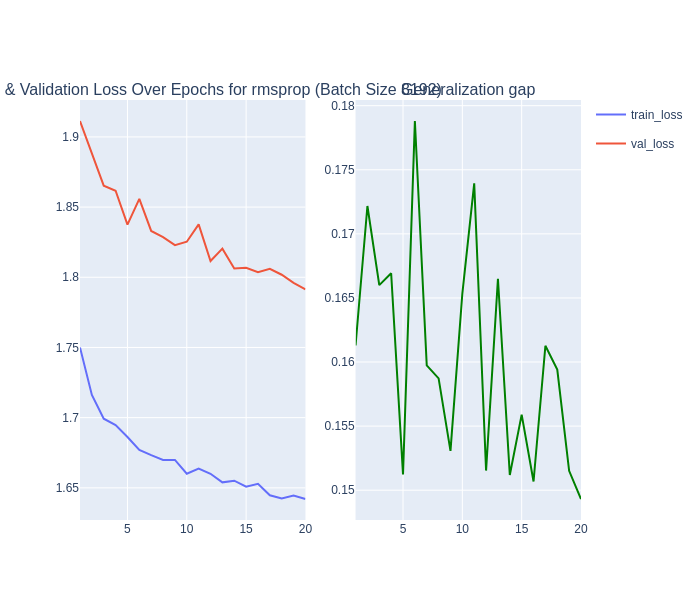 & Validation Loss Over Epochs for rmsprop (Batch Size 8192)
Generalization gap
train_loss
val_loss
1.9
1.85
1.8
1.75
1.7
1.65
5 10 15 20
0.18
0.175
0.17
0.165
0.16
0.155
0.15
5 10 15 20